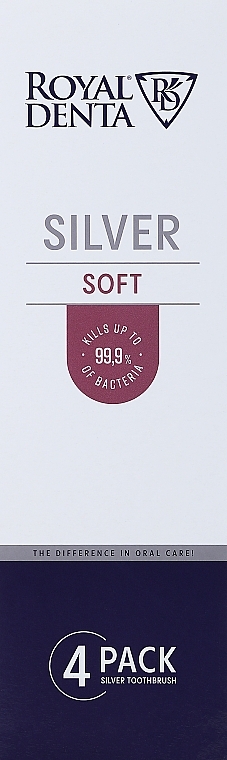 ROYAL®
DENTA
RD
SILVER
SOFT
KILLS UP TO
99,9%
OF BACTERIA
THE DIFFERENCE IN ORAL CARE!
4 PACK
SILVER TOOTHBRUSH